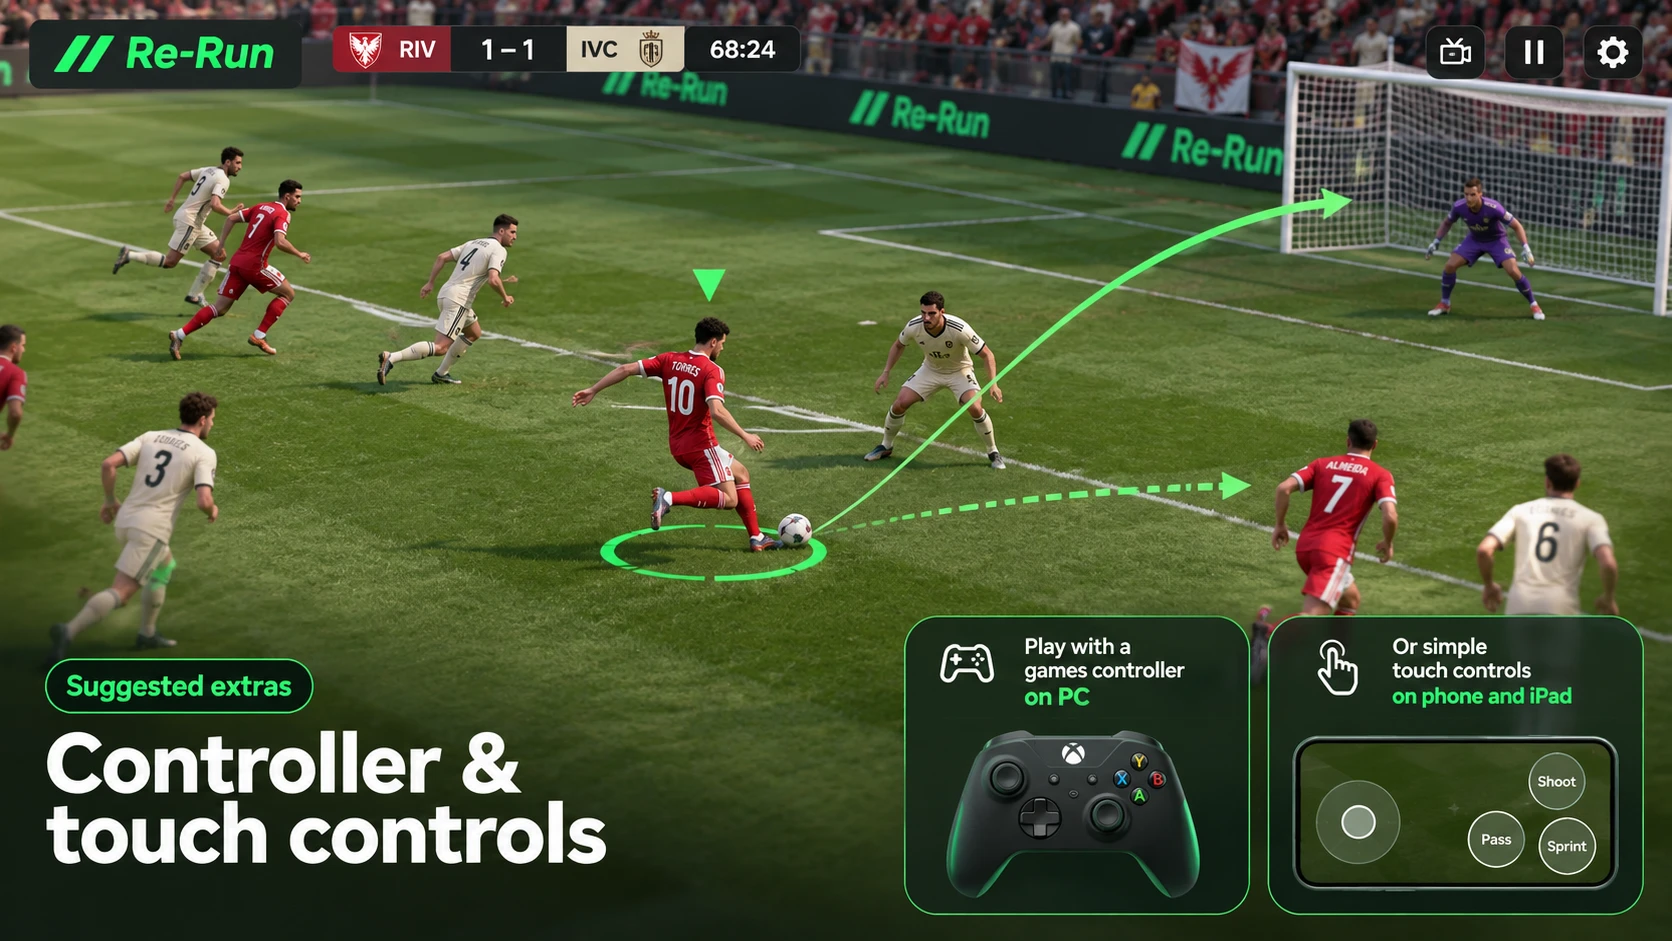 Re-Run
RIV
1 – 1
IVC
68:24
Re-Run
Re-Run
Re-Run
3
7
4
TORRES
10
3
ALMEIDA
7
6
Suggested extras
Controller &
touch controls
Play with a
games controller
on PC
Y
X
B
A
Or simple
touch controls
on phone and iPad
Shoot
Pass
Sprint